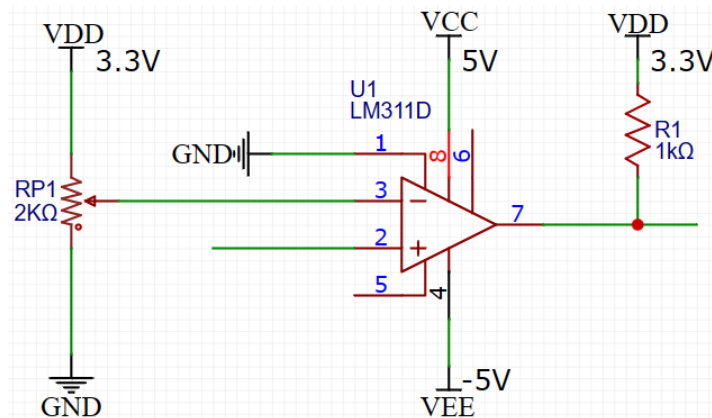 VDD
3.3V
VCC
5V
VDD
3.3V
U1
LM311D
R1
1kΩ
GND
1
8
6
RP1
2KΩ
3
7
2
5
4
GND
-5V
VEE